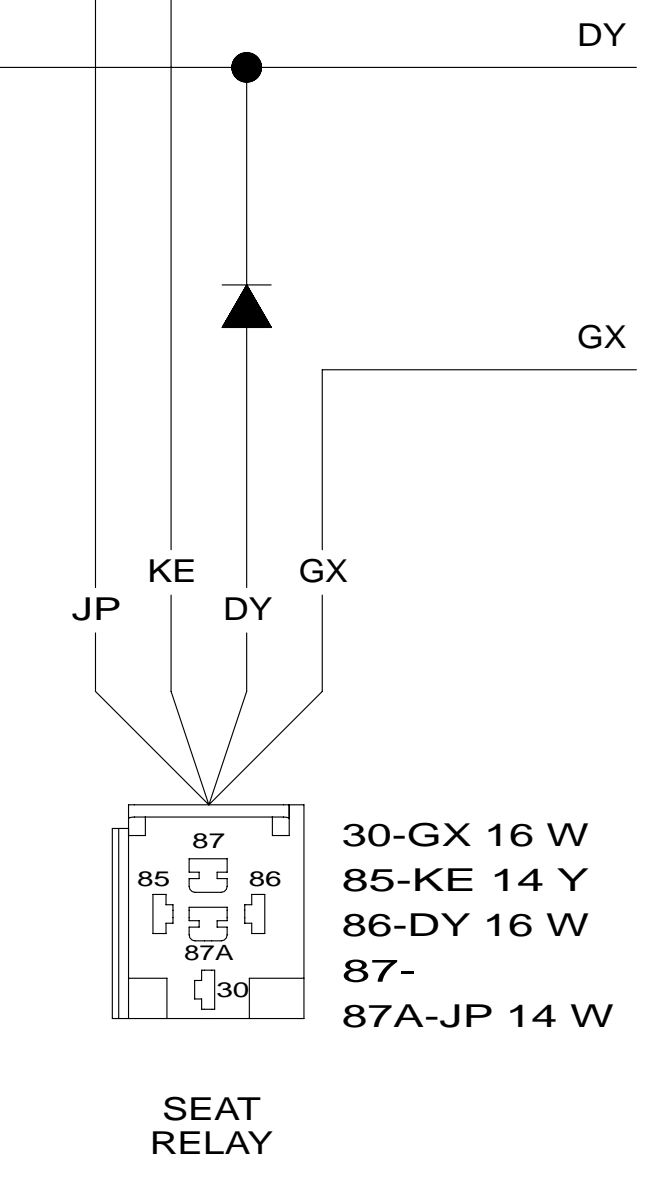 DY
GX
KE
GX
JP
DY
87
85
86
87A
30
30-GX 16 W
85-KE 14 Y
86-DY 16 W
87-
87A-JP 14 W
SEAT
RELAY